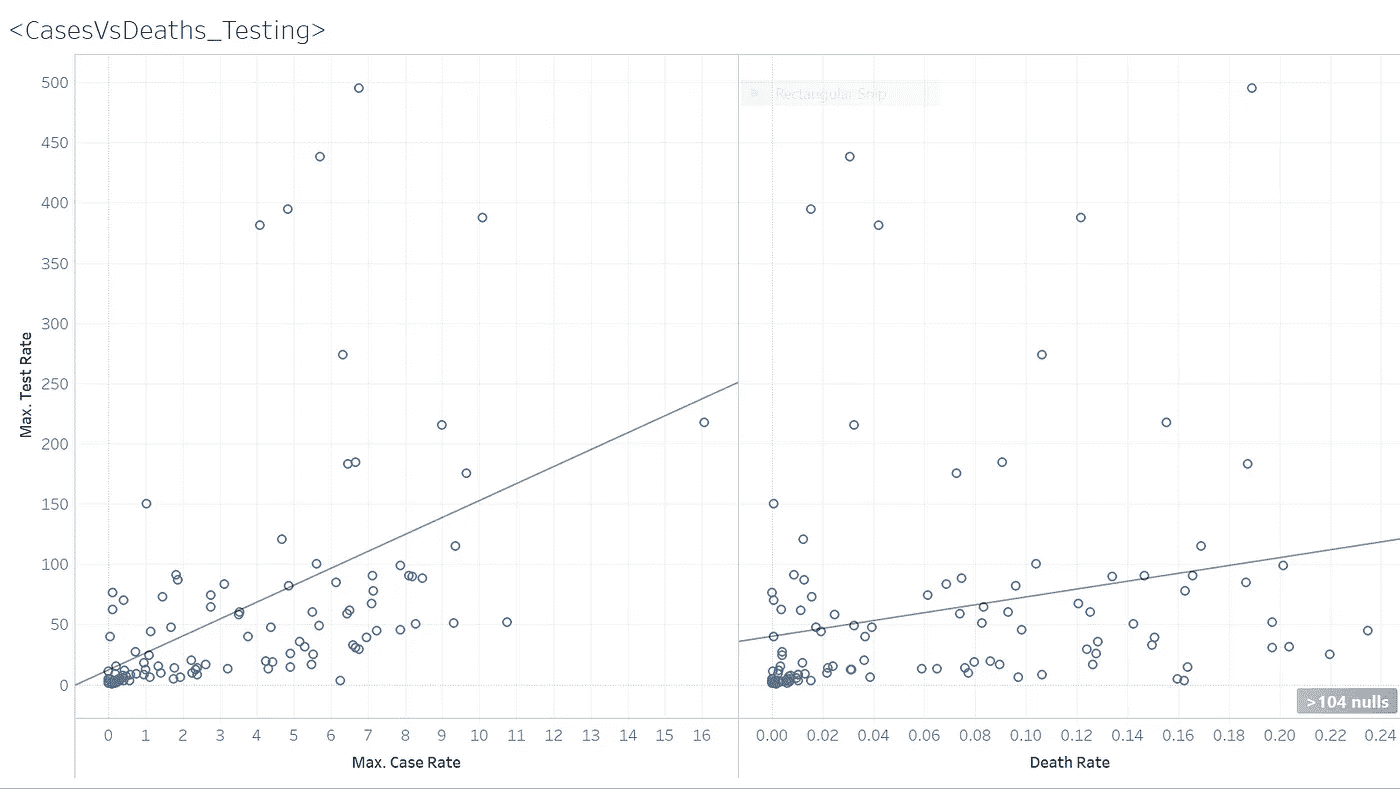 <CasesVsDeaths_Testing>
Rectangular Snip
500
450
400
350
300
250
200
150
100
50
0
Max. Test Rate
>104 nulls
0 1 2 3 4 5 6 7 8 9 10 11 12 13 14 15 16
0.00 0.02 0.04 0.06 0.08 0.10 0.12 0.14 0.16 0.18 0.20 0.22 0.24
Max. Case Rate
Death Rate